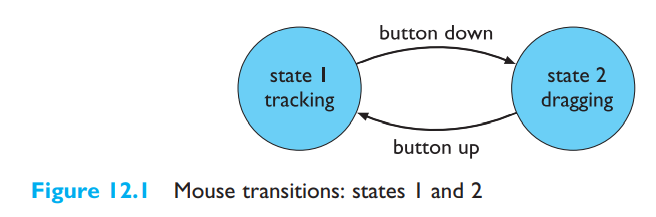 button down
state 1
tracking
state 2
dragging
button up
Figure 12.1 Mouse transitions: states 1 and 2